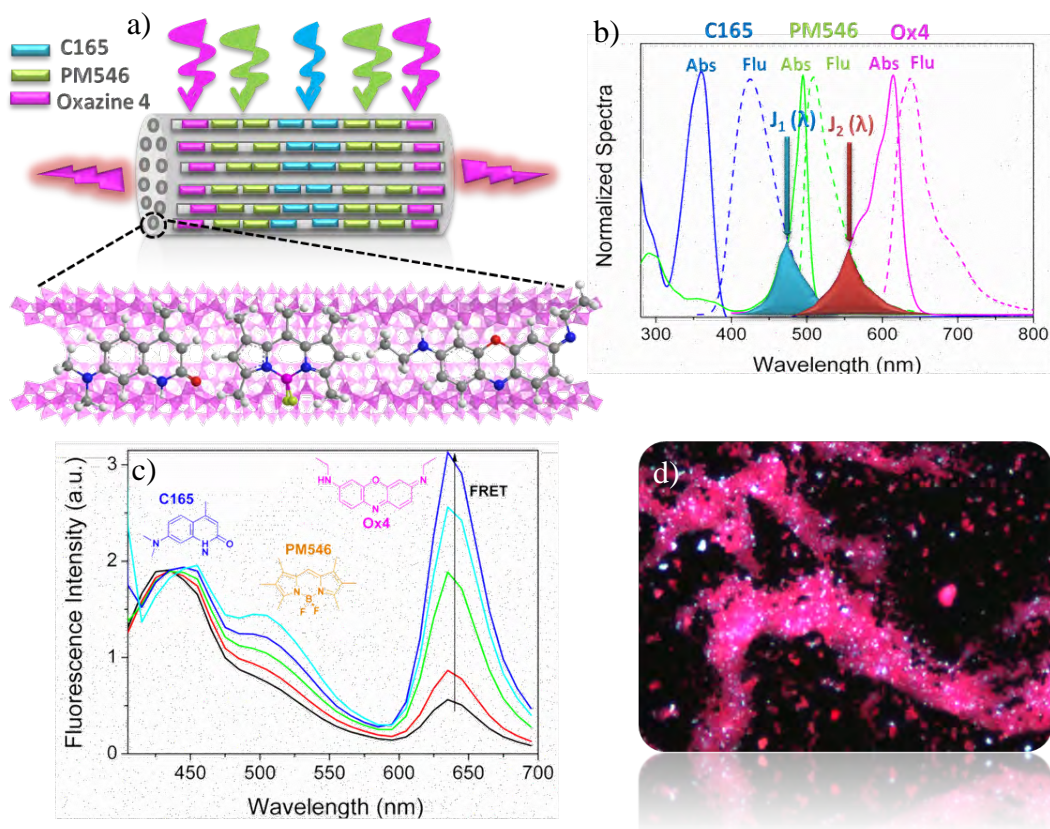 a)
C165
PM546
Oxazine 4
b)
C165 PM546 Ox4
Abs Flu Abs Flu Abs Flu
J1 (λ) J2 (λ)
Normalized Spectra
300 400 500 600 700 800
Wavelength (nm)
c)
3
2
1
0
Fluorescence Intensity (a.u.)
C165
N
H
N
O
PM546
N N
B
F F
HN O N
N
Ox4
FRET
450 500 550 600 650 700
Wavelength (nm)
d)